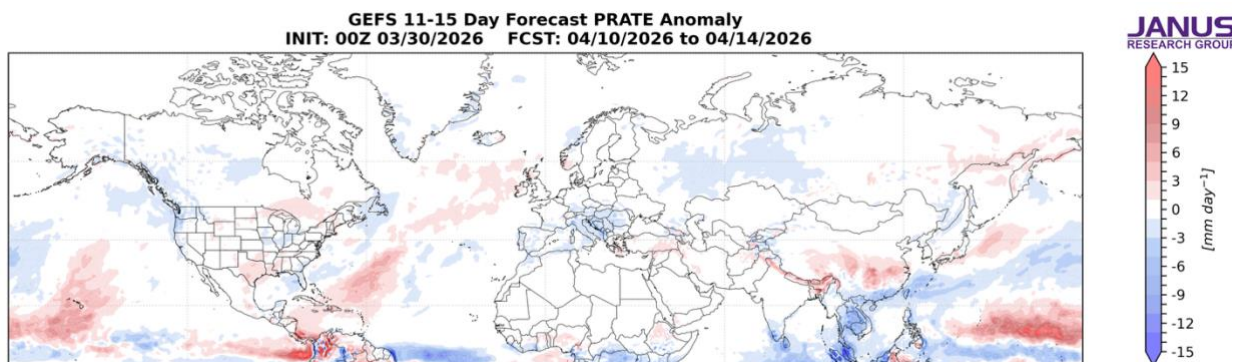 GEFS 11-15 Day Forecast PRATE Anomaly
INIT: 00Z 03/30/2026 FCST: 04/10/2026 to 04/14/2026
JANUS
RESEARCH GROUP
15
12
9
6
3
0
-3
-6
-9
-12
-15
[mm day⁻¹]